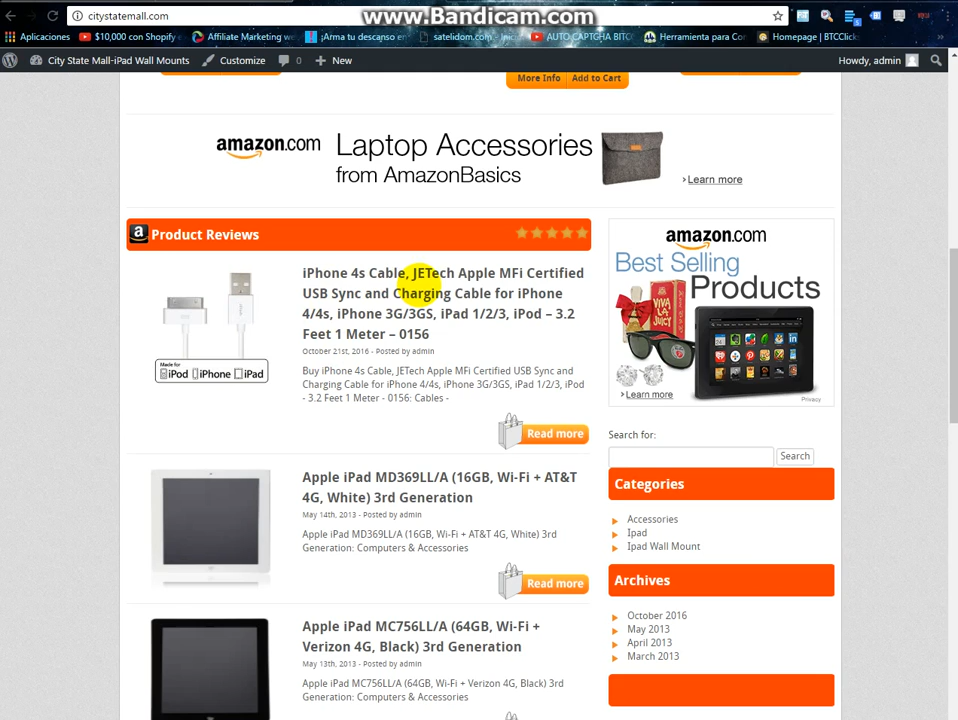 www.Bandicam.com
citystatemall.com
Aplicaciones $10,000 con Shopify Affiliate Marketing we ¡Arma tu descanso en satelidom.com - Inici AUTO CAPTCHA BITC Herramienta para Co Homepage | BTCClicks
City State Mall-iPad Wall Mounts Customize 0 New Howdy, admin
More Info Add to Cart
amazon.com Laptop Accessories
from AmazonBasics
Learn more
Product Reviews
iPhone 4s Cable, JETech Apple MFi Certified
USB Sync and Charging Cable for iPhone
4/4s, iPhone 3G/3GS, iPad 1/2/3, iPod – 3.2
Feet 1 Meter – 0156
October 21st, 2016 - Posted by admin
Buy iPhone 4s Cable, JETech Apple MFi Certified USB Sync and
Charging Cable for iPhone 4/4s, iPhone 3G/3GS, iPad 1/2/3, iPod
- 3.2 Feet 1 Meter - 0156: Cables -
Made for
iPod iPhone iPad
Read more
Apple iPad MD369LL/A (16GB, Wi-Fi + AT&T
4G, White) 3rd Generation
May 14th, 2013 - Posted by admin
Apple iPad MD369LL/A (16GB, Wi-Fi + AT&T 4G, White) 3rd
Generation: Computers & Accessories
Read more
Apple iPad MC756LL/A (64GB, Wi-Fi +
Verizon 4G, Black) 3rd Generation
May 13th, 2013 - Posted by admin
Apple iPad MC756LL/A (64GB, Wi-Fi + Verizon 4G, Black) 3rd
Generation: Computers & Accessories
amazon.com
Best Selling
Products
VIVA
LA
JUICY
Learn more
Privacy
Search for:
Search
Categories
Accessories
Ipad
Ipad Wall Mount
Archives
October 2016
May 2013
April 2013
March 2013